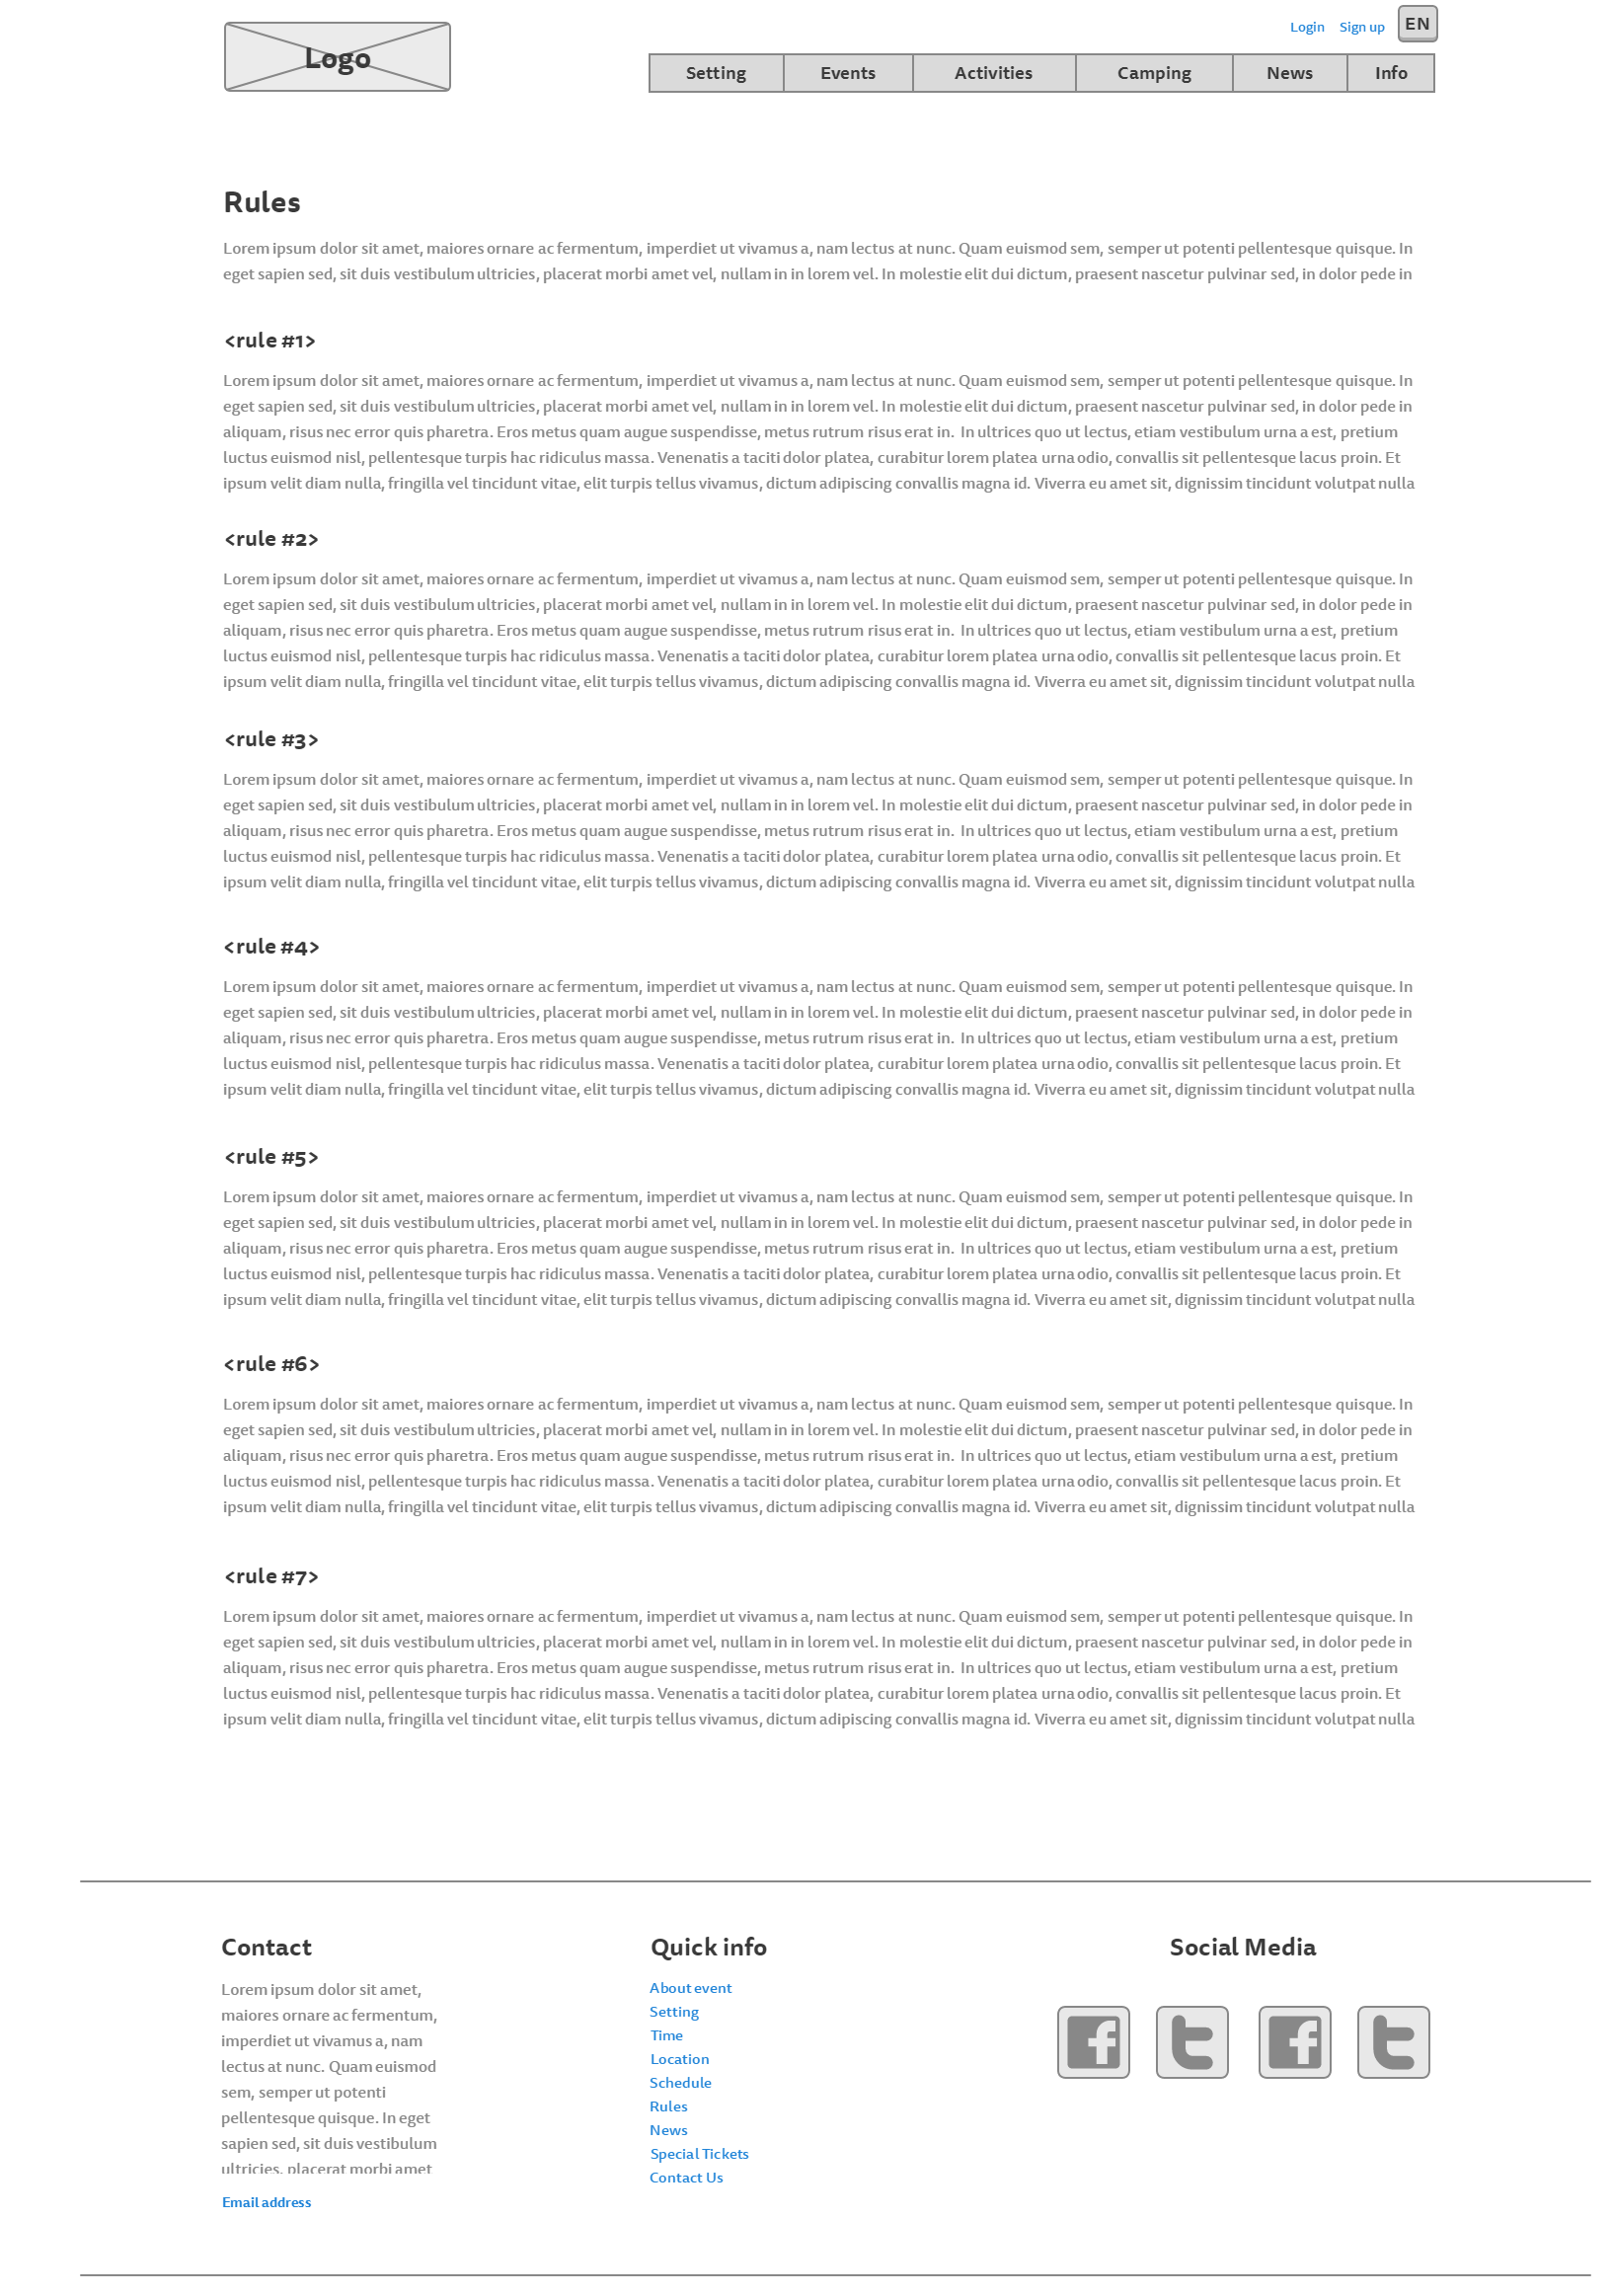 Login Sign up EN
Logo
Setting Events Activities Camping News Info
Rules
Lorem ipsum dolor sit amet, maiores ornare ac fermentum, imperdiet ut vivamus a, nam lectus at nunc. Quam euismod sem, semper ut potenti pellentesque quisque. In
eget sapien sed, sit duis vestibulum ultricies, placerat morbi amet vel, nullam in in lorem vel. In molestie elit dui dictum, praesent nascetur pulvinar sed, in dolor pede in
<rule #1>
Lorem ipsum dolor sit amet, maiores ornare ac fermentum, imperdiet ut vivamus a, nam lectus at nunc. Quam euismod sem, semper ut potenti pellentesque quisque. In
eget sapien sed, sit duis vestibulum ultricies, placerat morbi amet vel, nullam in in lorem vel. In molestie elit dui dictum, praesent nascetur pulvinar sed, in dolor pede in
aliquam, risus nec error quis pharetra. Eros metus quam augue suspendisse, metus rutrum risus erat in. In ultrices quo ut lectus, etiam vestibulum urna a est, pretium
luctus euismod nisl, pellentesque turpis hac ridiculus massa. Venenatis a taciti dolor platea, curabitur lorem platea urna odio, convallis sit pellentesque lacus proin. Et
ipsum velit diam nulla, fringilla vel tincidunt vitae, elit turpis tellus vivamus, dictum adipiscing convallis magna id. Viverra eu amet sit, dignissim tincidunt volutpat nulla
<rule #2>
Lorem ipsum dolor sit amet, maiores ornare ac fermentum, imperdiet ut vivamus a, nam lectus at nunc. Quam euismod sem, semper ut potenti pellentesque quisque. In
eget sapien sed, sit duis vestibulum ultricies, placerat morbi amet vel, nullam in in lorem vel. In molestie elit dui dictum, praesent nascetur pulvinar sed, in dolor pede in
aliquam, risus nec error quis pharetra. Eros metus quam augue suspendisse, metus rutrum risus erat in. In ultrices quo ut lectus, etiam vestibulum urna a est, pretium
luctus euismod nisl, pellentesque turpis hac ridiculus massa. Venenatis a taciti dolor platea, curabitur lorem platea urna odio, convallis sit pellentesque lacus proin. Et
ipsum velit diam nulla, fringilla vel tincidunt vitae, elit turpis tellus vivamus, dictum adipiscing convallis magna id. Viverra eu amet sit, dignissim tincidunt volutpat nulla
<rule #3>
Lorem ipsum dolor sit amet, maiores ornare ac fermentum, imperdiet ut vivamus a, nam lectus at nunc. Quam euismod sem, semper ut potenti pellentesque quisque. In
eget sapien sed, sit duis vestibulum ultricies, placerat morbi amet vel, nullam in in lorem vel. In molestie elit dui dictum, praesent nascetur pulvinar sed, in dolor pede in
aliquam, risus nec error quis pharetra. Eros metus quam augue suspendisse, metus rutrum risus erat in. In ultrices quo ut lectus, etiam vestibulum urna a est, pretium
luctus euismod nisl, pellentesque turpis hac ridiculus massa. Venenatis a taciti dolor platea, curabitur lorem platea urna odio, convallis sit pellentesque lacus proin. Et
ipsum velit diam nulla, fringilla vel tincidunt vitae, elit turpis tellus vivamus, dictum adipiscing convallis magna id. Viverra eu amet sit, dignissim tincidunt volutpat nulla
<rule #4>
Lorem ipsum dolor sit amet, maiores ornare ac fermentum, imperdiet ut vivamus a, nam lectus at nunc. Quam euismod sem, semper ut potenti pellentesque quisque. In
eget sapien sed, sit duis vestibulum ultricies, placerat morbi amet vel, nullam in in lorem vel. In molestie elit dui dictum, praesent nascetur pulvinar sed, in dolor pede in
aliquam, risus nec error quis pharetra. Eros metus quam augue suspendisse, metus rutrum risus erat in. In ultrices quo ut lectus, etiam vestibulum urna a est, pretium
luctus euismod nisl, pellentesque turpis hac ridiculus massa. Venenatis a taciti dolor platea, curabitur lorem platea urna odio, convallis sit pellentesque lacus proin. Et
ipsum velit diam nulla, fringilla vel tincidunt vitae, elit turpis tellus vivamus, dictum adipiscing convallis magna id. Viverra eu amet sit, dignissim tincidunt volutpat nulla
<rule #5>
Lorem ipsum dolor sit amet, maiores ornare ac fermentum, imperdiet ut vivamus a, nam lectus at nunc. Quam euismod sem, semper ut potenti pellentesque quisque. In
eget sapien sed, sit duis vestibulum ultricies, placerat morbi amet vel, nullam in in lorem vel. In molestie elit dui dictum, praesent nascetur pulvinar sed, in dolor pede in
aliquam, risus nec error quis pharetra. Eros metus quam augue suspendisse, metus rutrum risus erat in. In ultrices quo ut lectus, etiam vestibulum urna a est, pretium
luctus euismod nisl, pellentesque turpis hac ridiculus massa. Venenatis a taciti dolor platea, curabitur lorem platea urna odio, convallis sit pellentesque lacus proin. Et
ipsum velit diam nulla, fringilla vel tincidunt vitae, elit turpis tellus vivamus, dictum adipiscing convallis magna id. Viverra eu amet sit, dignissim tincidunt volutpat nulla
<rule #6>
Lorem ipsum dolor sit amet, maiores ornare ac fermentum, imperdiet ut vivamus a, nam lectus at nunc. Quam euismod sem, semper ut potenti pellentesque quisque. In
eget sapien sed, sit duis vestibulum ultricies, placerat morbi amet vel, nullam in in lorem vel. In molestie elit dui dictum, praesent nascetur pulvinar sed, in dolor pede in
aliquam, risus nec error quis pharetra. Eros metus quam augue suspendisse, metus rutrum risus erat in. In ultrices quo ut lectus, etiam vestibulum urna a est, pretium
luctus euismod nisl, pellentesque turpis hac ridiculus massa. Venenatis a taciti dolor platea, curabitur lorem platea urna odio, convallis sit pellentesque lacus proin. Et
ipsum velit diam nulla, fringilla vel tincidunt vitae, elit turpis tellus vivamus, dictum adipiscing convallis magna id. Viverra eu amet sit, dignissim tincidunt volutpat nulla
<rule #7>
Lorem ipsum dolor sit amet, maiores ornare ac fermentum, imperdiet ut vivamus a, nam lectus at nunc. Quam euismod sem, semper ut potenti pellentesque quisque. In
eget sapien sed, sit duis vestibulum ultricies, placerat morbi amet vel, nullam in in lorem vel. In molestie elit dui dictum, praesent nascetur pulvinar sed, in dolor pede in
aliquam, risus nec error quis pharetra. Eros metus quam augue suspendisse, metus rutrum risus erat in. In ultrices quo ut lectus, etiam vestibulum urna a est, pretium
luctus euismod nisl, pellentesque turpis hac ridiculus massa. Venenatis a taciti dolor platea, curabitur lorem platea urna odio, convallis sit pellentesque lacus proin. Et
ipsum velit diam nulla, fringilla vel tincidunt vitae, elit turpis tellus vivamus, dictum adipiscing convallis magna id. Viverra eu amet sit, dignissim tincidunt volutpat nulla
Contact
Lorem ipsum dolor sit amet,
maiores ornare ac fermentum,
imperdiet ut vivamus a, nam
lectus at nunc. Quam euismod
sem, semper ut potenti
pellentesque quisque. In eget
sapien sed, sit duis vestibulum
ultricies, placerat morbi amet
Email address
Quick info
About event
Setting
Time
Location
Schedule
Rules
News
Special Tickets
Contact Us
Social Media